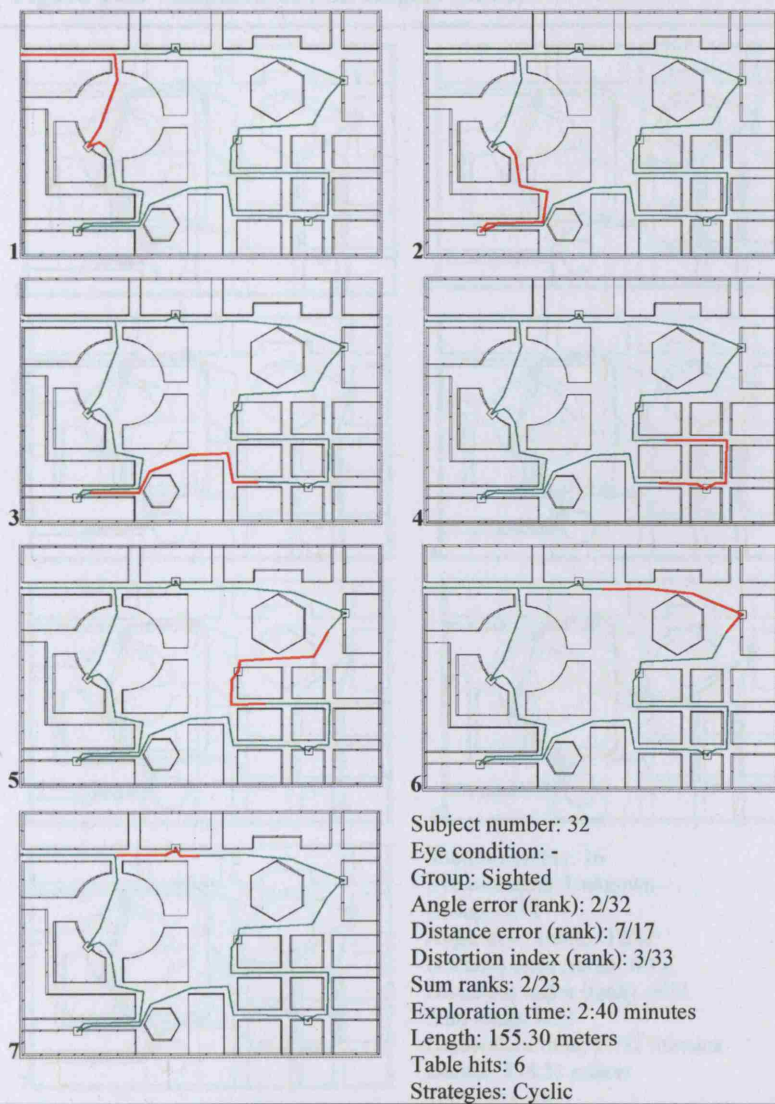 1
2
3
4
5
6
7
Subject number: 32
Eye condition: -
Group: Sighted
Angle error (rank): 2/32
Distance error (rank): 7/17
Distortion index (rank): 3/33
Sum ranks: 2/23
Exploration time: 2:40 minutes
Length: 155.30 meters
Table hits: 6
Strategies: Cyclic